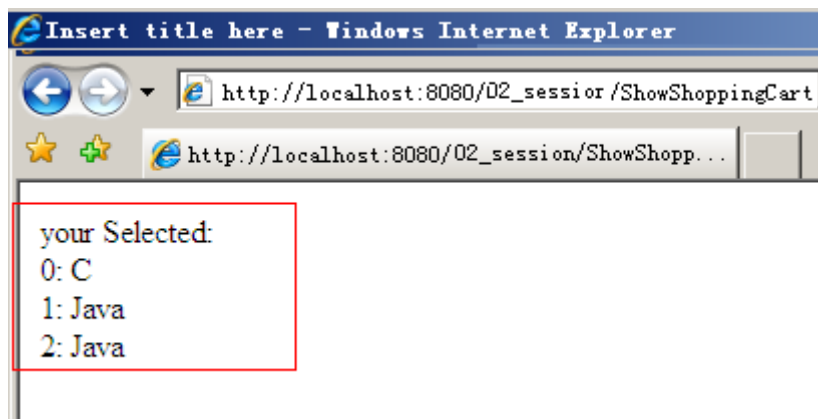 Insert title here - Windows Internet Explorer
http://localhost:8080/02_session/ShowShoppingCart
http://localhost:8080/02_session/ShowShopp...
your Selected:
0: C
1: Java
2: Java